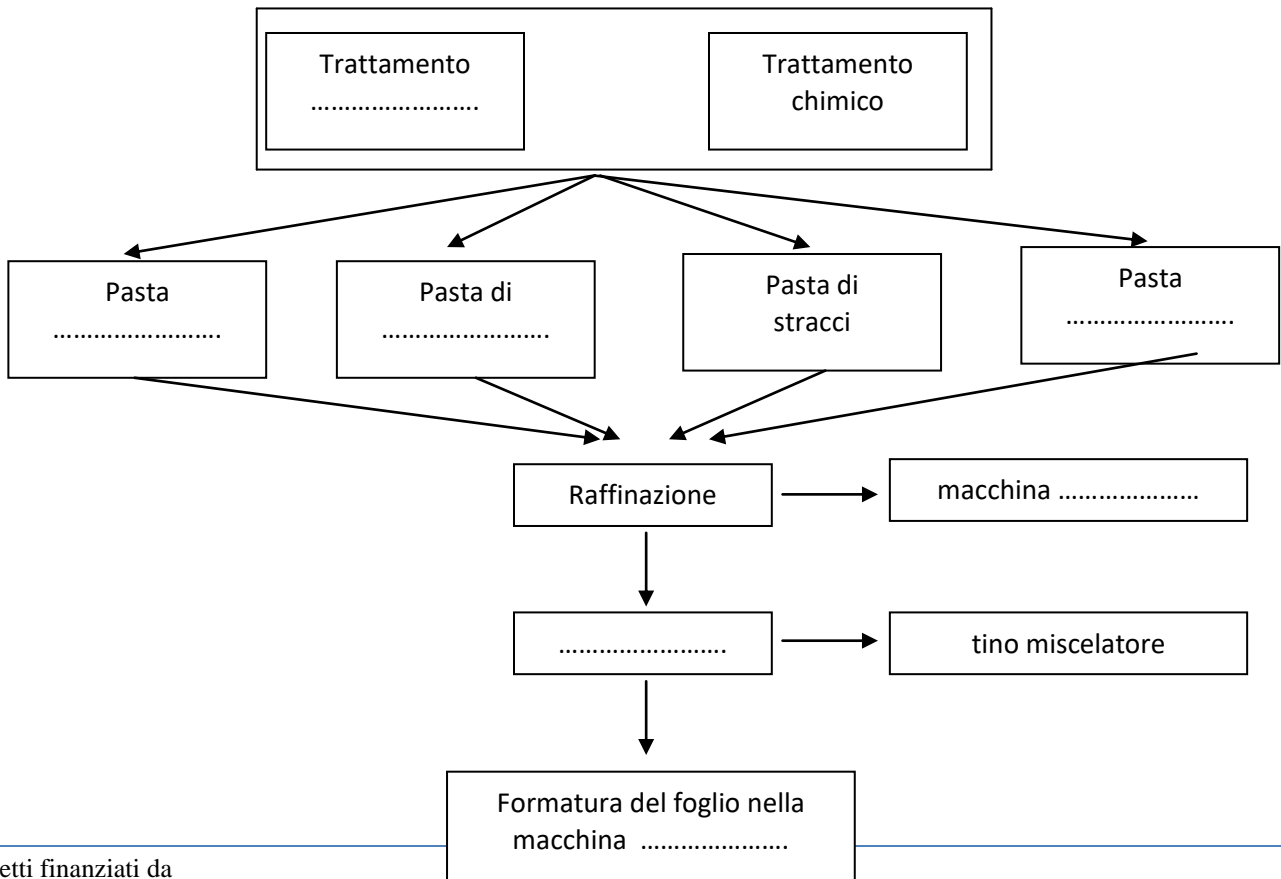 Trattamento
…………………….
Trattamento
chimico
Pasta
…………………….
Pasta di
…………………….
Pasta di
stracci
Pasta
…………………….
Raffinazione
macchina …………………
…………………….
tino miscelatore
Formatura del foglio nella
macchina ………………….
etti finanziati da